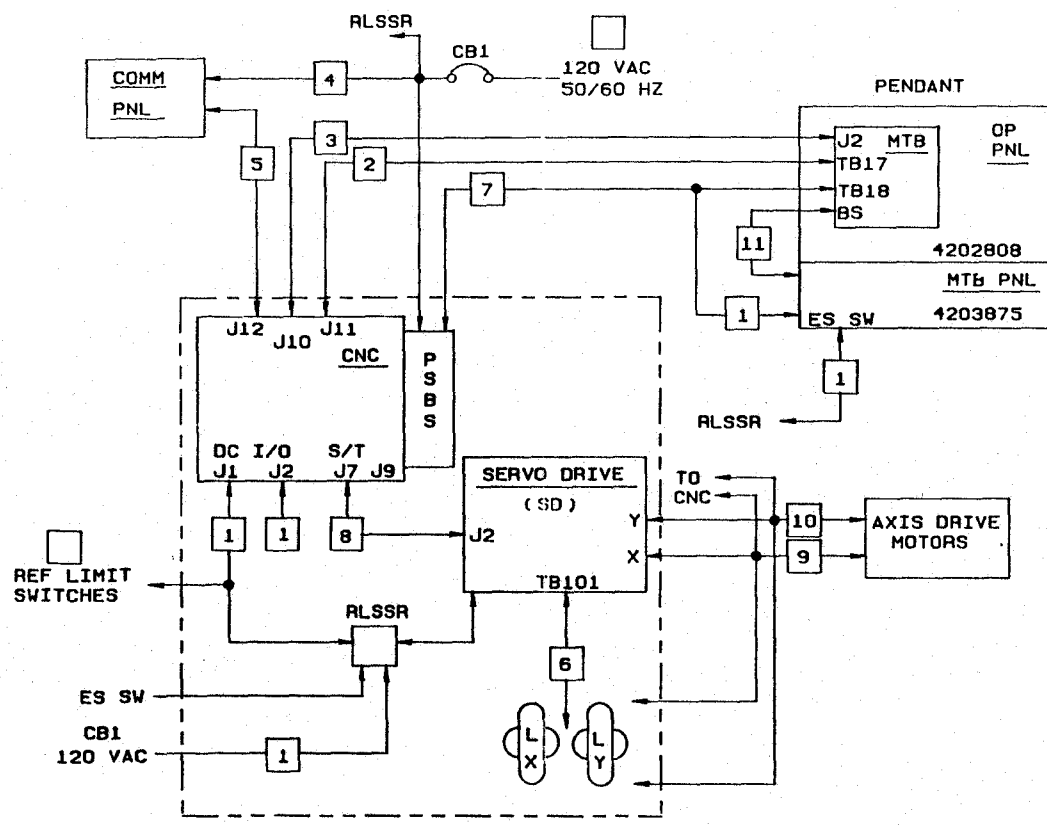 RLSSR
CB1
120 VAC
50/60 HZ
COMM
PNL
4
5
3
2
7
PENDANT
OP
PNL
J2 MTB
TB17
TB18
BS
11
4202808
MTB PNL
4203875
ES SW
1
1
RLSSR
J12
J10
J11
CNC
PSBS
DC I/O
S/T
J1
J2
J7
J9
1
1
8
SERVO DRIVE
(SD)
J2
Y
X
TB101
TO
CNC
10
9
AXIS DRIVE
MOTORS
REF LIMIT
SWITCHES
RLSSR
6
ES SW
CB1
120 VAC
1
LX
LY